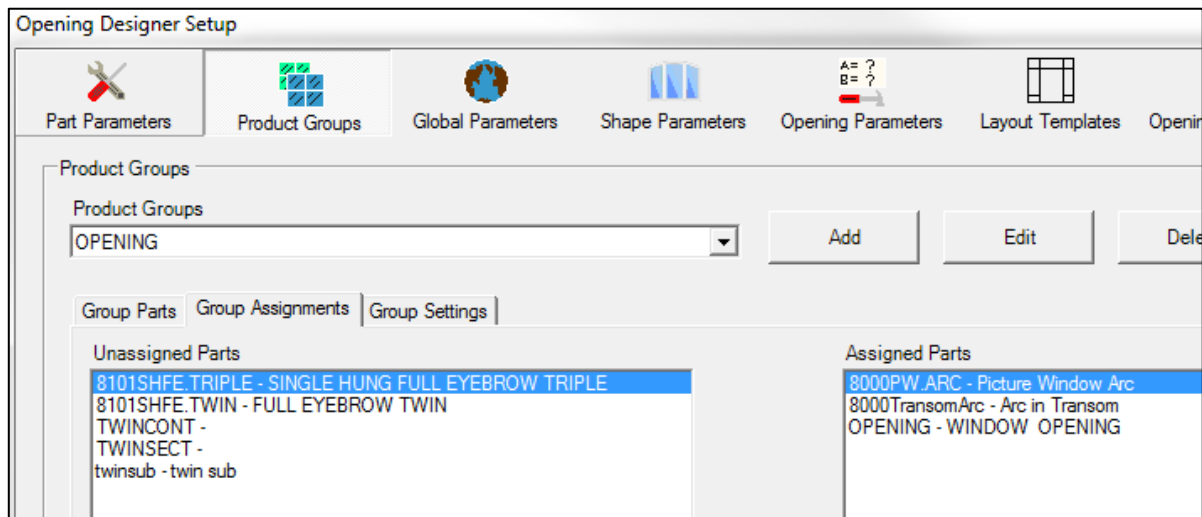 Opening Designer Setup
A= ?
B= ?
Part Parameters
Product Groups
Global Parameters
Shape Parameters
Opening Parameters
Layout Templates
Product Groups
Product Groups
OPENING
Add
Edit
Group Parts
Group Assignments
Group Settings
Unassigned Parts
8101SHFE.TRIPLE - SINGLE HUNG FULL EYEBROW TRIPLE
8101SHFE.TWIN - FULL EYEBROW TWIN
TWINCONT -
TWINSECT -
twinsub - twin sub
Assigned Parts
8000PW.ARC - Picture Window Arc
8000TransomArc - Arc in Transom
OPENING - WINDOW  OPENING